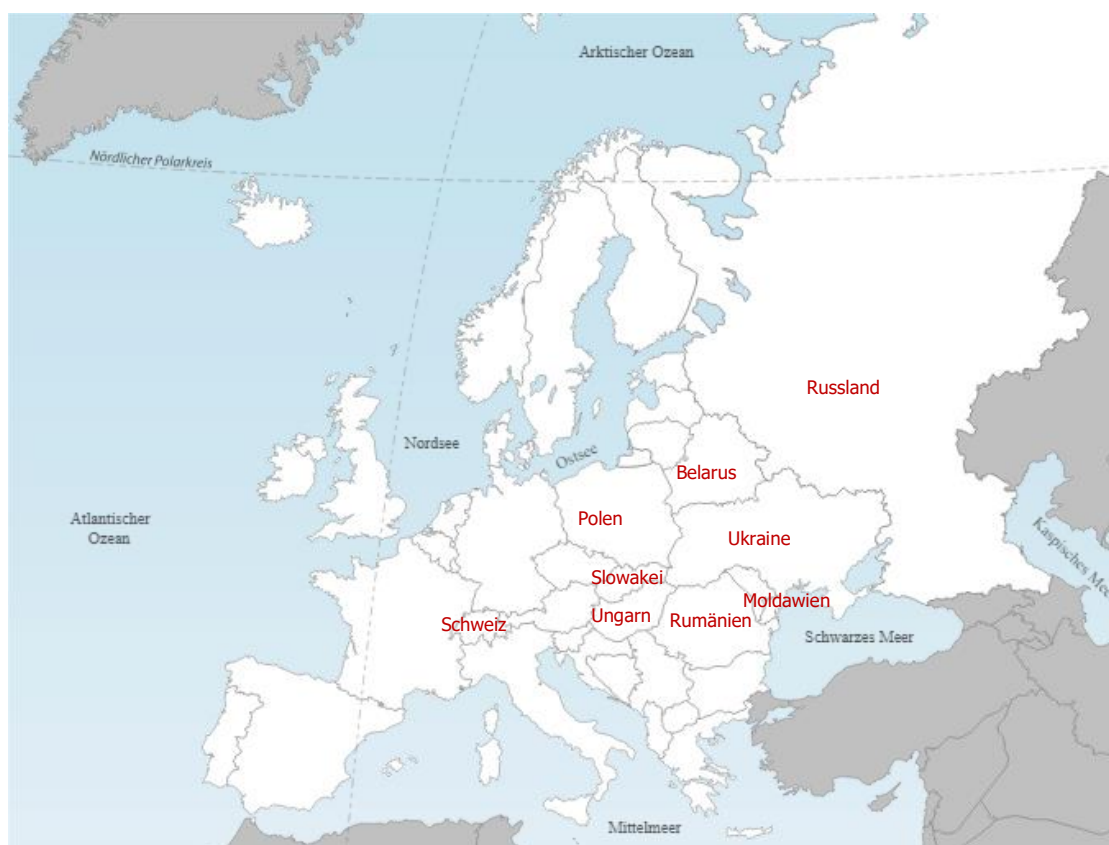 Arktischer Ozean
Nördlicher Polarkreis
Russland
Nordsee
Ostsee
Belarus
Atlantischer
Ozean
Polen
Ukraine
Kaspisches Mee
Slowakei
Moldawien
Schweiz
Ungarn
Rumänien
Schwarzes Meer
Mittelmeer